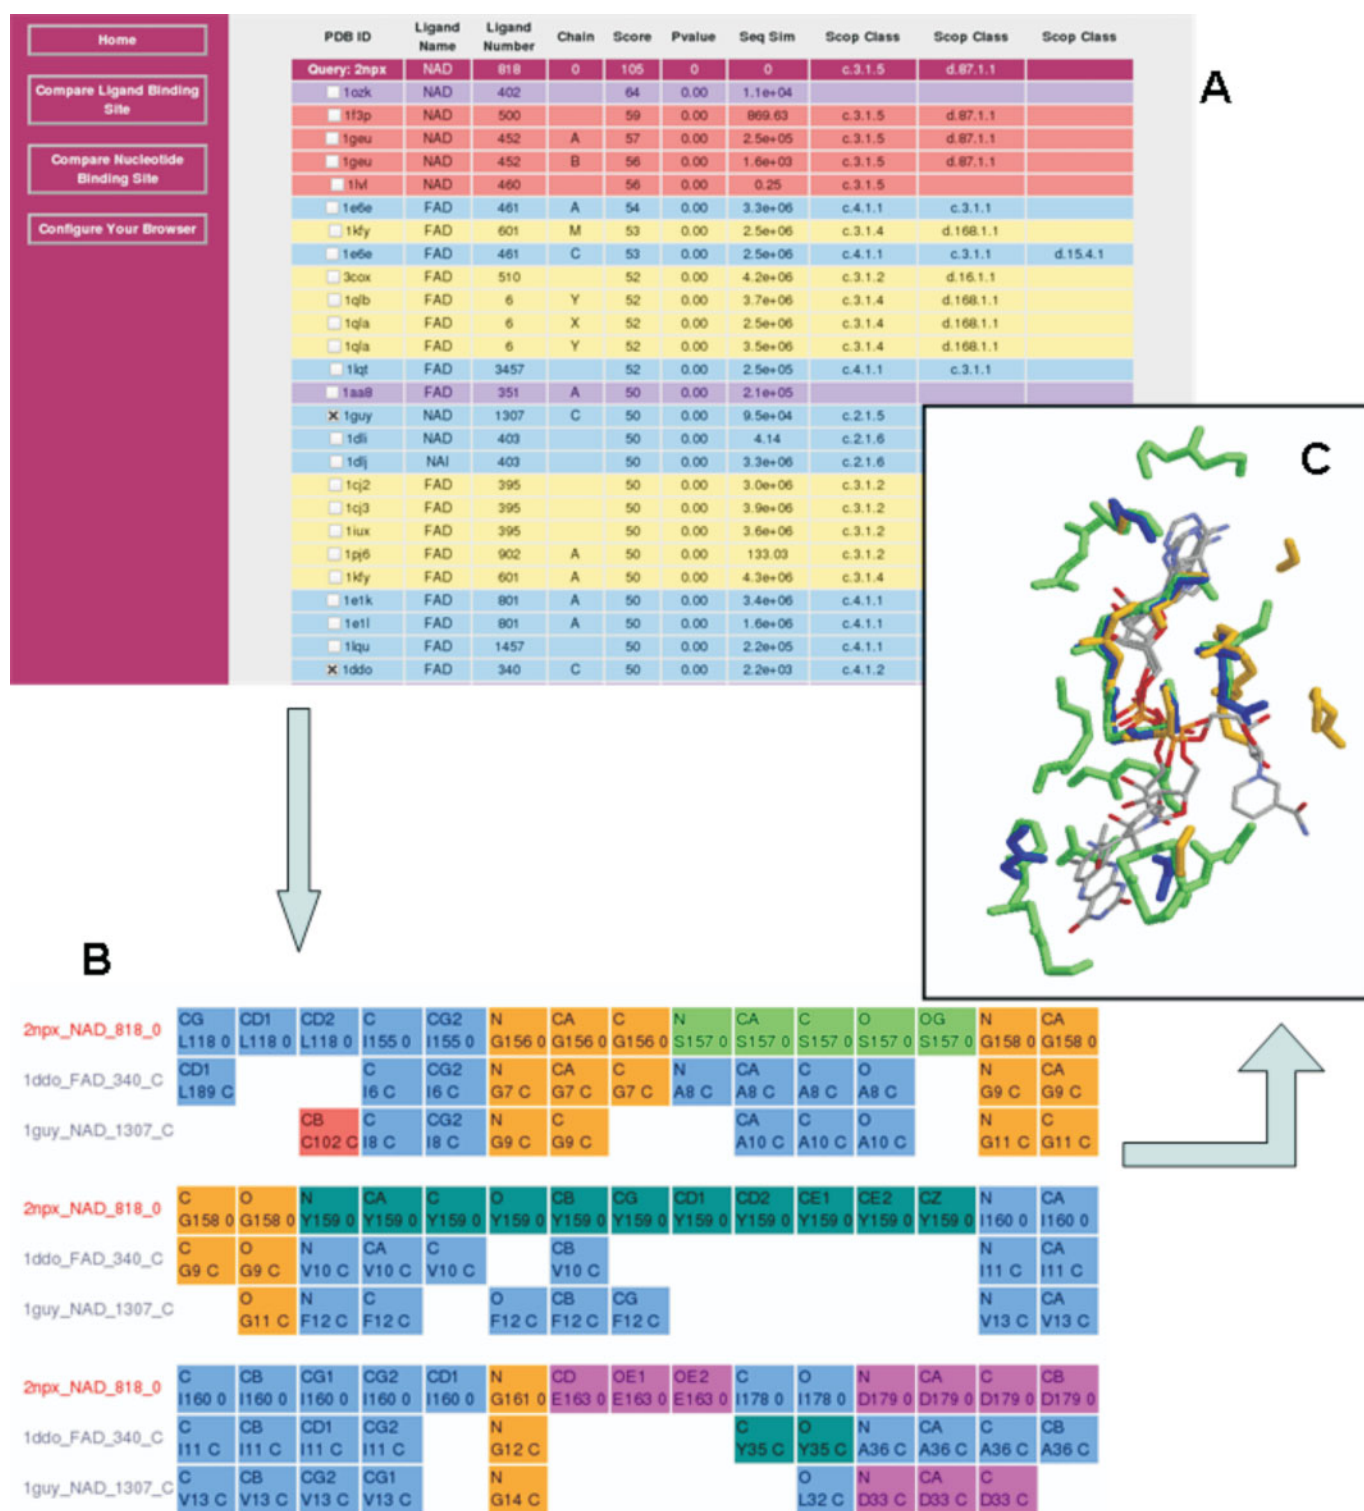 Home
Compare Ligand Binding
Site
Compare Nucleotide
Binding Site
Configure Your Browser
PDB ID Ligand Name Ligand Number Chain Score Pvalue Seq Sim Scop Class Scop Class Scop Class
Query: 2npx NAD 818 0 105 0 0 c.3.1.5 d.87.1.1
1ozk NAD 402 64 0.00 1.1e+04
1f3p NAD 500 59 0.00 869.63 c.3.1.5 d.87.1.1
1geu NAD 452 A 57 0.00 2.5e+05 c.3.1.5 d.87.1.1
1geu NAD 452 B 56 0.00 1.6e+03 c.3.1.5 d.87.1.1
1lvl NAD 460 56 0.00 0.25 c.3.1.5
1e6e FAD 461 A 54 0.00 3.3e+06 c.4.1.1 c.3.1.1
1kfy FAD 601 M 53 0.00 2.5e+06 c.3.1.4 d.168.1.1
1e6e FAD 461 C 53 0.00 2.5e+06 c.4.1.1 c.3.1.1 d.15.4.1
3cox FAD 510 52 0.00 4.2e+06 c.3.1.2 d.16.1.1
1qlb FAD 6 Y 52 0.00 3.7e+06 c.3.1.4 d.168.1.1
1qla FAD 6 X 52 0.00 2.5e+06 c.3.1.4 d.168.1.1
1qla FAD 6 Y 52 0.00 3.5e+06 c.3.1.4 d.168.1.1
1lqt FAD 3457 52 0.00 2.5e+05 c.4.1.1 c.3.1.1
1aa8 FAD 351 A 50 0.00 2.1e+05
1guy NAD 1307 C 50 0.00 9.5e+04 c.2.1.5
1dli NAD 403 50 0.00 4.14 c.2.1.6
1dlj NAI 403 50 0.00 3.3e+06 c.2.1.6
1cj2 FAD 395 50 0.00 3.0e+06 c.3.1.2
1cj3 FAD 395 50 0.00 3.9e+06 c.3.1.2
1iux FAD 395 50 0.00 3.6e+06 c.3.1.2
1pj6 FAD 902 A 50 0.00 133.03 c.3.1.2
1kfy FAD 601 A 50 0.00 4.3e+06 c.3.1.4
1e1k FAD 801 A 50 0.00 3.4e+06 c.4.1.1
1e1l FAD 801 A 50 0.00 1.6e+06 c.4.1.1
1lqu FAD 1457 50 0.00 2.2e+05 c.4.1.1
1ddo FAD 340 C 50 0.00 2.2e+03 c.4.1.2
A
C
B
CG CD1 CD2 C CG2 N CA C N CA C O OG N CA
2npx_NAD_818_0 L118 0 L118 0 L118 0 I155 0 I155 0 G156 0 G156 0 G156 0 S157 0 S157 0 S157 0 S157 0 S157 0 G158 0 G158 0
CD1 C CG2 N CA C N CA C O N CA
1ddo_FAD_340_C L189 C I6 C I6 C G7 C G7 C G7 C A8 C A8 C A8 C A8 C G9 C G9 C
CB C CG2 N C CA C O N C
1guy_NAD_1307_C C102 C I8 C I8 C G9 C G9 C A10 C A10 C A10 C G11 C G11 C
C O N CA C O CB CG CD1 CD2 CE1 CE2 CZ N CA
2npx_NAD_818_0 G158 0 G158 0 Y159 0 Y159 0 Y159 0 Y159 0 Y159 0 Y159 0 Y159 0 Y159 0 Y159 0 Y159 0 Y159 0 I160 0 I160 0
C O N CA C CB N CA
1ddo_FAD_340_C G9 C G9 C V10 C V10 C V10 C V10 C I11 C I11 C
O N C O CB CG N CA
1guy_NAD_1307_C G11 C F12 C F12 C F12 C F12 C F12 C V13 C V13 C
C CB CG1 CG2 CD1 N CD OE1 OE2 C O N CA C CB
2npx_NAD_818_0 I160 0 I160 0 I160 0 I160 0 I160 0 G161 0 E163 0 E163 0 E163 0 I178 0 I178 0 D179 0 D179 0 D179 0 D179 0
C CB CD1 CG2 N C O N CA C CB
1ddo_FAD_340_C I11 C I11 C I11 C I11 C G12 C Y35 C Y35 C A36 C A36 C A36 C A36 C
C CB CG2 CG1 N O N CA C
1guy_NAD_1307_C V13 C V13 C V13 C V13 C G14 C L32 C D33 C D33 C D33 C